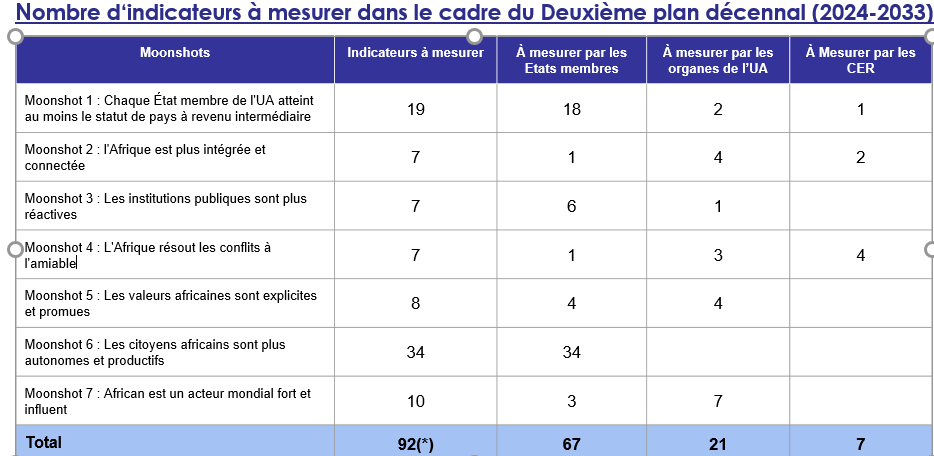 Nombre d‘indicateurs à mesurer dans le cadre du Deuxième plan décennal (2024-2033)
Moonshots Indicateurs à mesurer À mesurer par les Etats membres À mesurer par les organes de l’UA À Mesurer par les CER
Moonshot 1 : Chaque État membre de l’UA atteint
au moins le statut de pays à revenu intermédiaire
19 18 2 1
Moonshot 2 : l’Afrique est plus intégrée et
connectée
7 1 4 2
Moonshot 3 : Les institutions publiques sont plus
réactives
7 6 1
Moonshot 4 : L’Afrique résout les conflits à
l’amiable
7 1 3 4
Moonshot 5 : Les valeurs africaines sont explicites
et promues
8 4 4
Moonshot 6 : Les citoyens africains sont plus
autonomes et productifs
34 34
Moonshot 7 : African est un acteur mondial fort et
influent
10 3 7
Total 92(*) 67 21 7